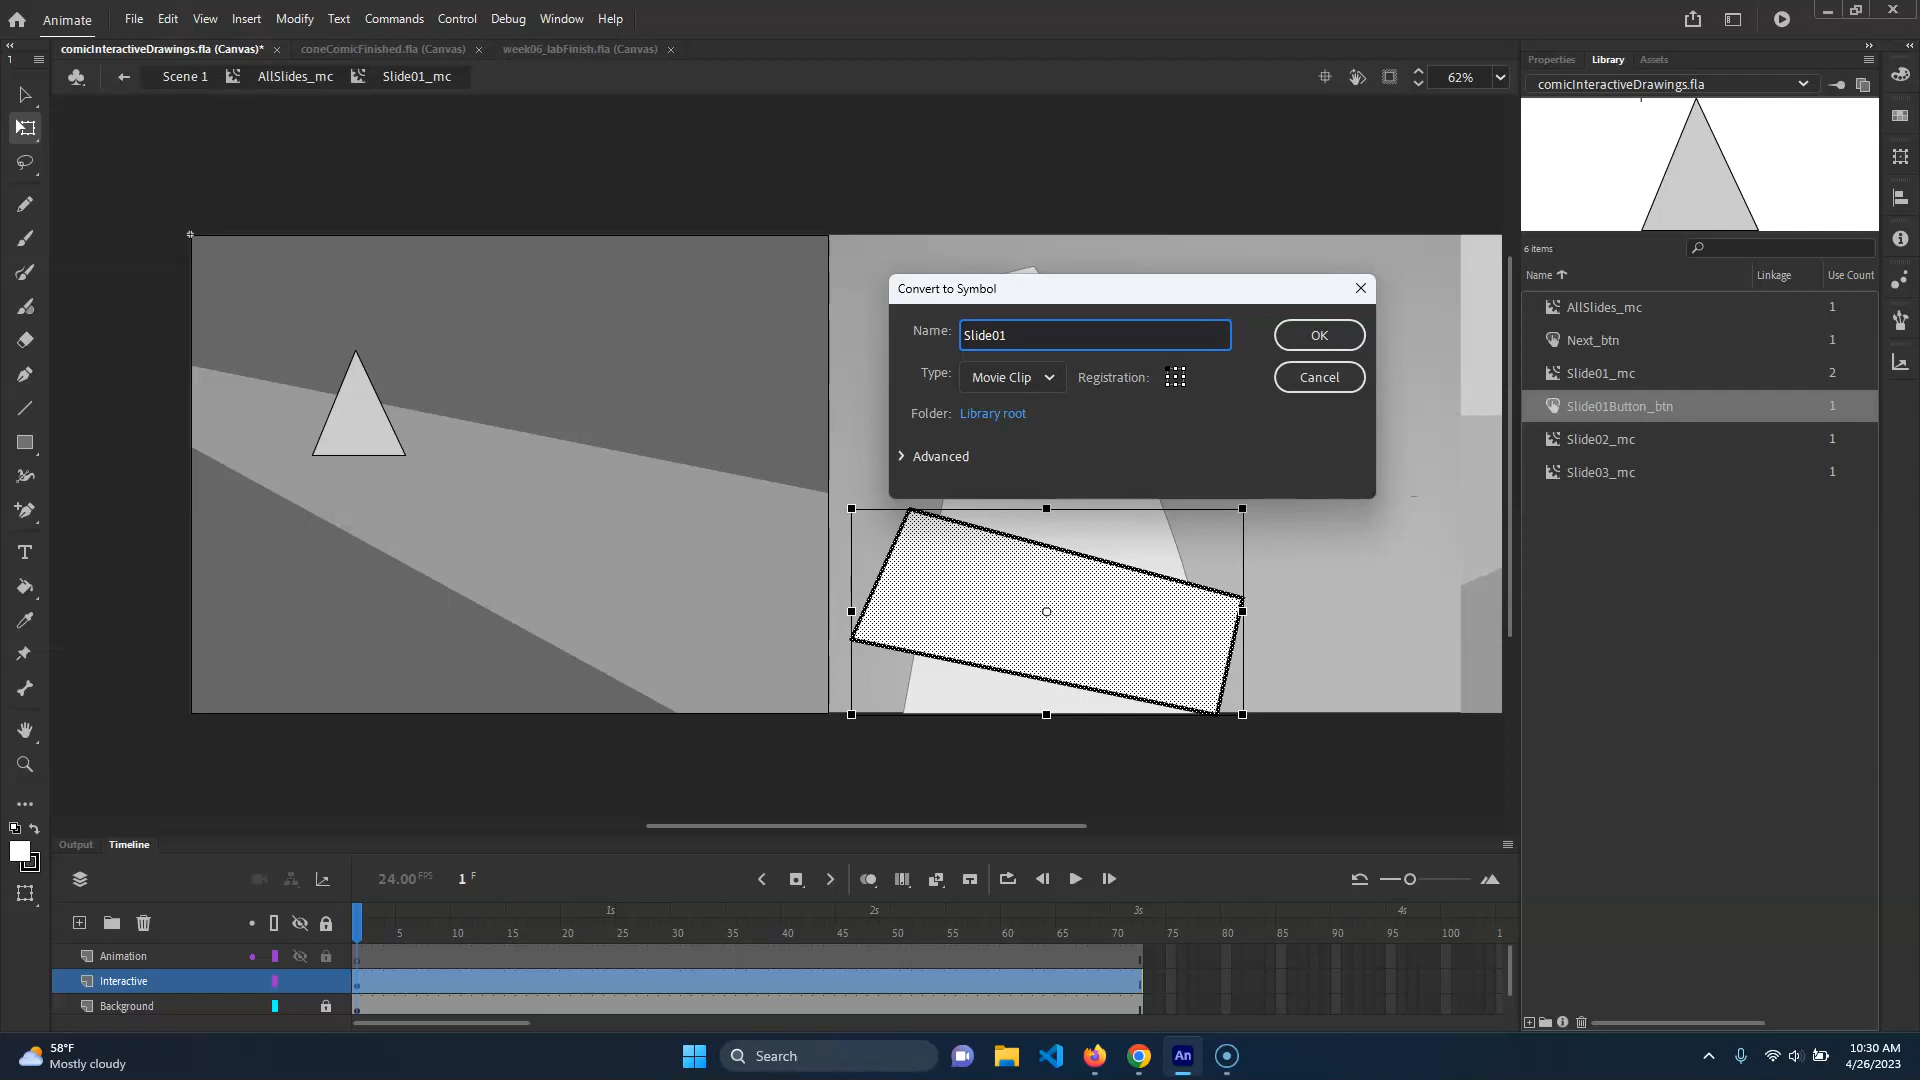 Animate File Edit View Insert Modify Text Commands Control Debug Window Help
comicInteractiveDrawings.fla (Canvas)* coneComicFinished.fla (Canvas) week06_labFinish.fla (Canvas)
Scene 1 AllSlides_mc Slide01_mc 62%
1
Properties Library Assets
comicInteractiveDrawings.fla
6 items
Name Linkage Use Count
AllSlides_mc 1
Next_btn 1
Slide01_mc 2
Slide01Button_btn 1
Slide02_mc 1
Slide03_mc 1
Convert to Symbol
Name: Slide01 OK
Type: Movie Clip Registration: Cancel
Folder: Library root
Advanced
T
Output Timeline
24.00 FPS 1 F
1s 2s 3s 4s
5 10 15 20 25 30 35 40 45 50 55 60 65 70 75 80 85 90 95 100 1
Animation
Interactive
Background
58°F
Mostly cloudy
Search
An
10:30 AM
4/26/2023